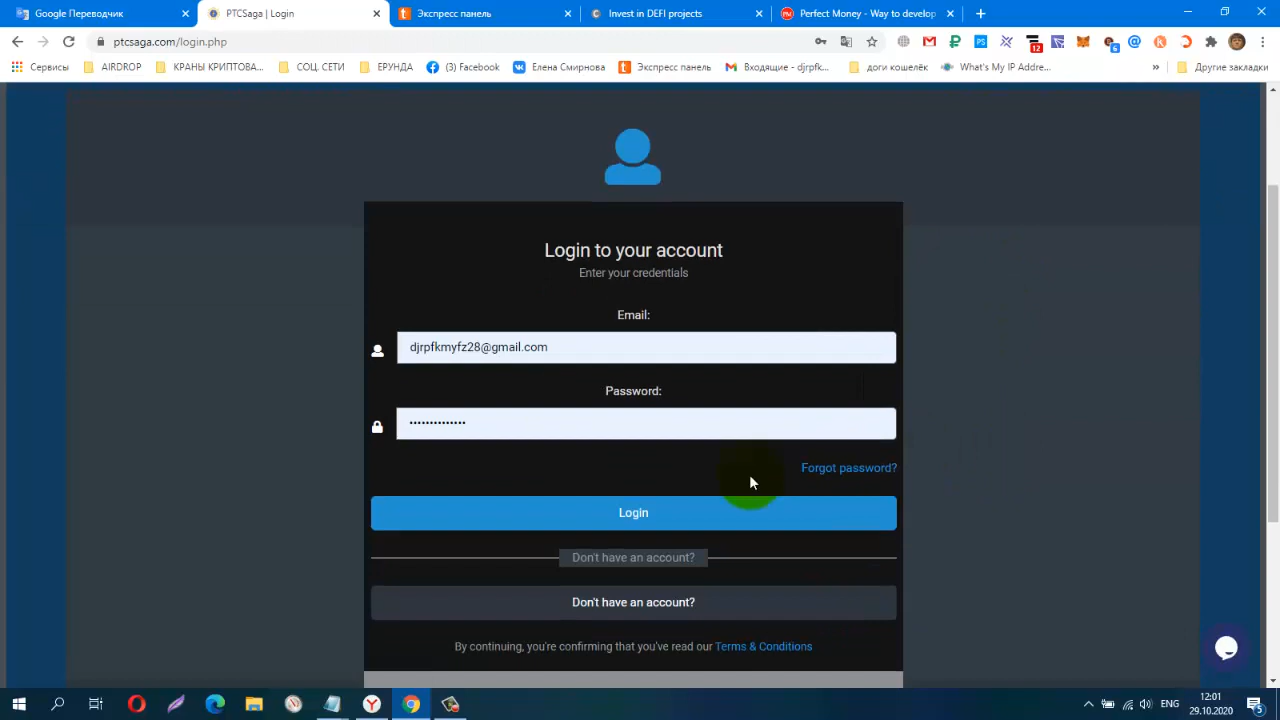 Google Переводчик
PTCSaga | Login
Экспресс панель
Invest in DEFI projects
Perfect Money - Way to develop
ptcsaga.com/login.php
Сервисы
AIRDROP
КРАНЫ КРИПТОВА...
СОЦ. СЕТИ
ЕРУНДА
(3) Facebook
Елена Смирнова
Экспресс панель
Входящие - djrpfk...
доги кошелёк
What's My IP Addre...
»
Другие закладки
12
6
Login to your account
Enter your credentials
Email:
djrpfkmyfz28@gmail.com
Password:
••••••••••••••
Forgot password?
Login
Don't have an account?
Don't have an account?
By continuing, you're confirming that you've read our Terms & Conditions
ENG
12:01
29.10.2020
5